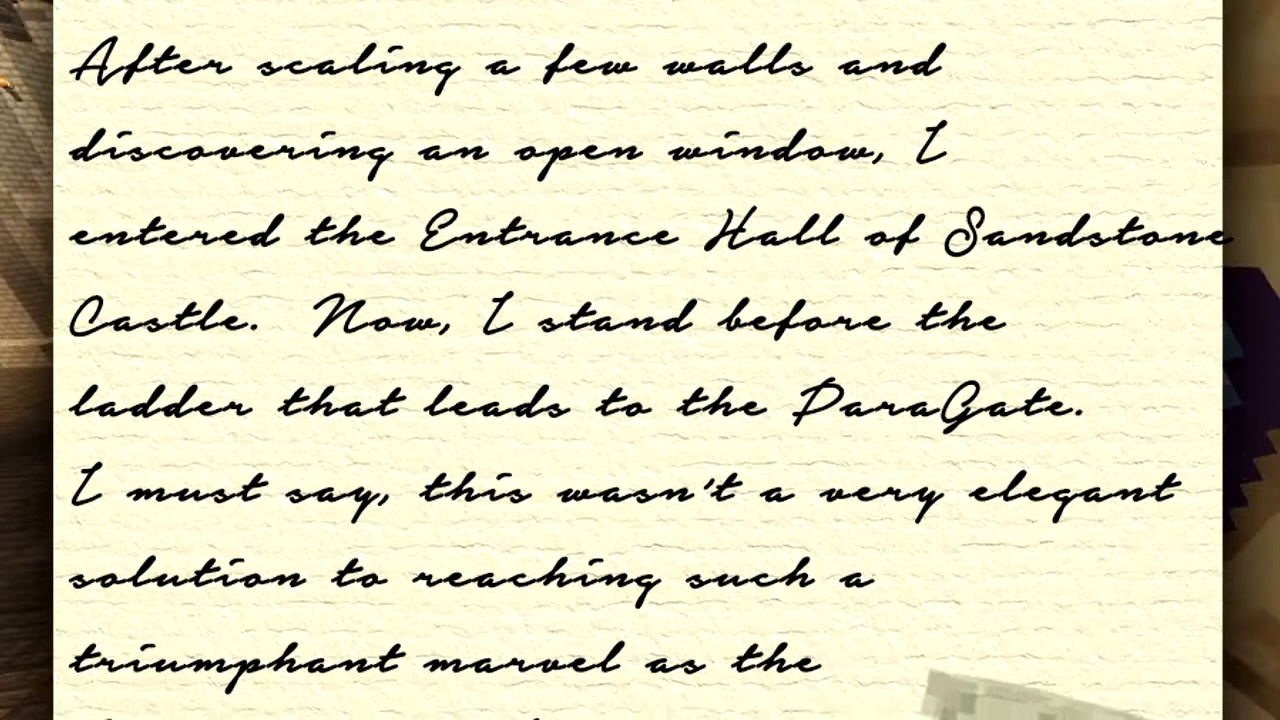 After scaling a few walls and
discovering an open window, I
entered the Entrance Hall of Sandstone
Castle.  Now, I stand before the
ladder that leads to the ParaGate.
I must say, this wasn't a very elegant
solution to reaching such a
triumphant marvel as the